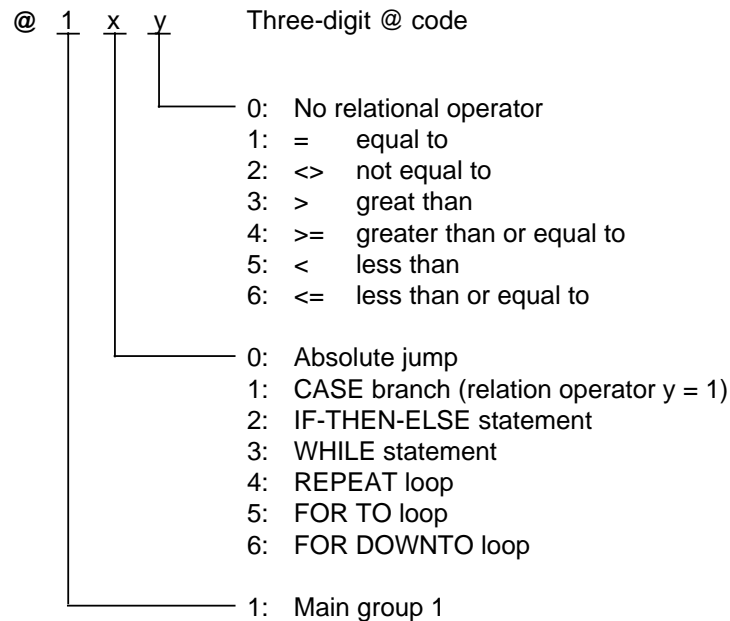 @ 1 x y Three-digit @ code
0: No relational operator
1: = equal to
2: <> not equal to
3: > great than
4: >= greater than or equal to
5: < less than
6: <= less than or equal to
0: Absolute jump
1: CASE branch (relation operator y = 1)
2: IF-THEN-ELSE statement
3: WHILE statement
4: REPEAT loop
5: FOR TO loop
6: FOR DOWNTO loop
1: Main group 1